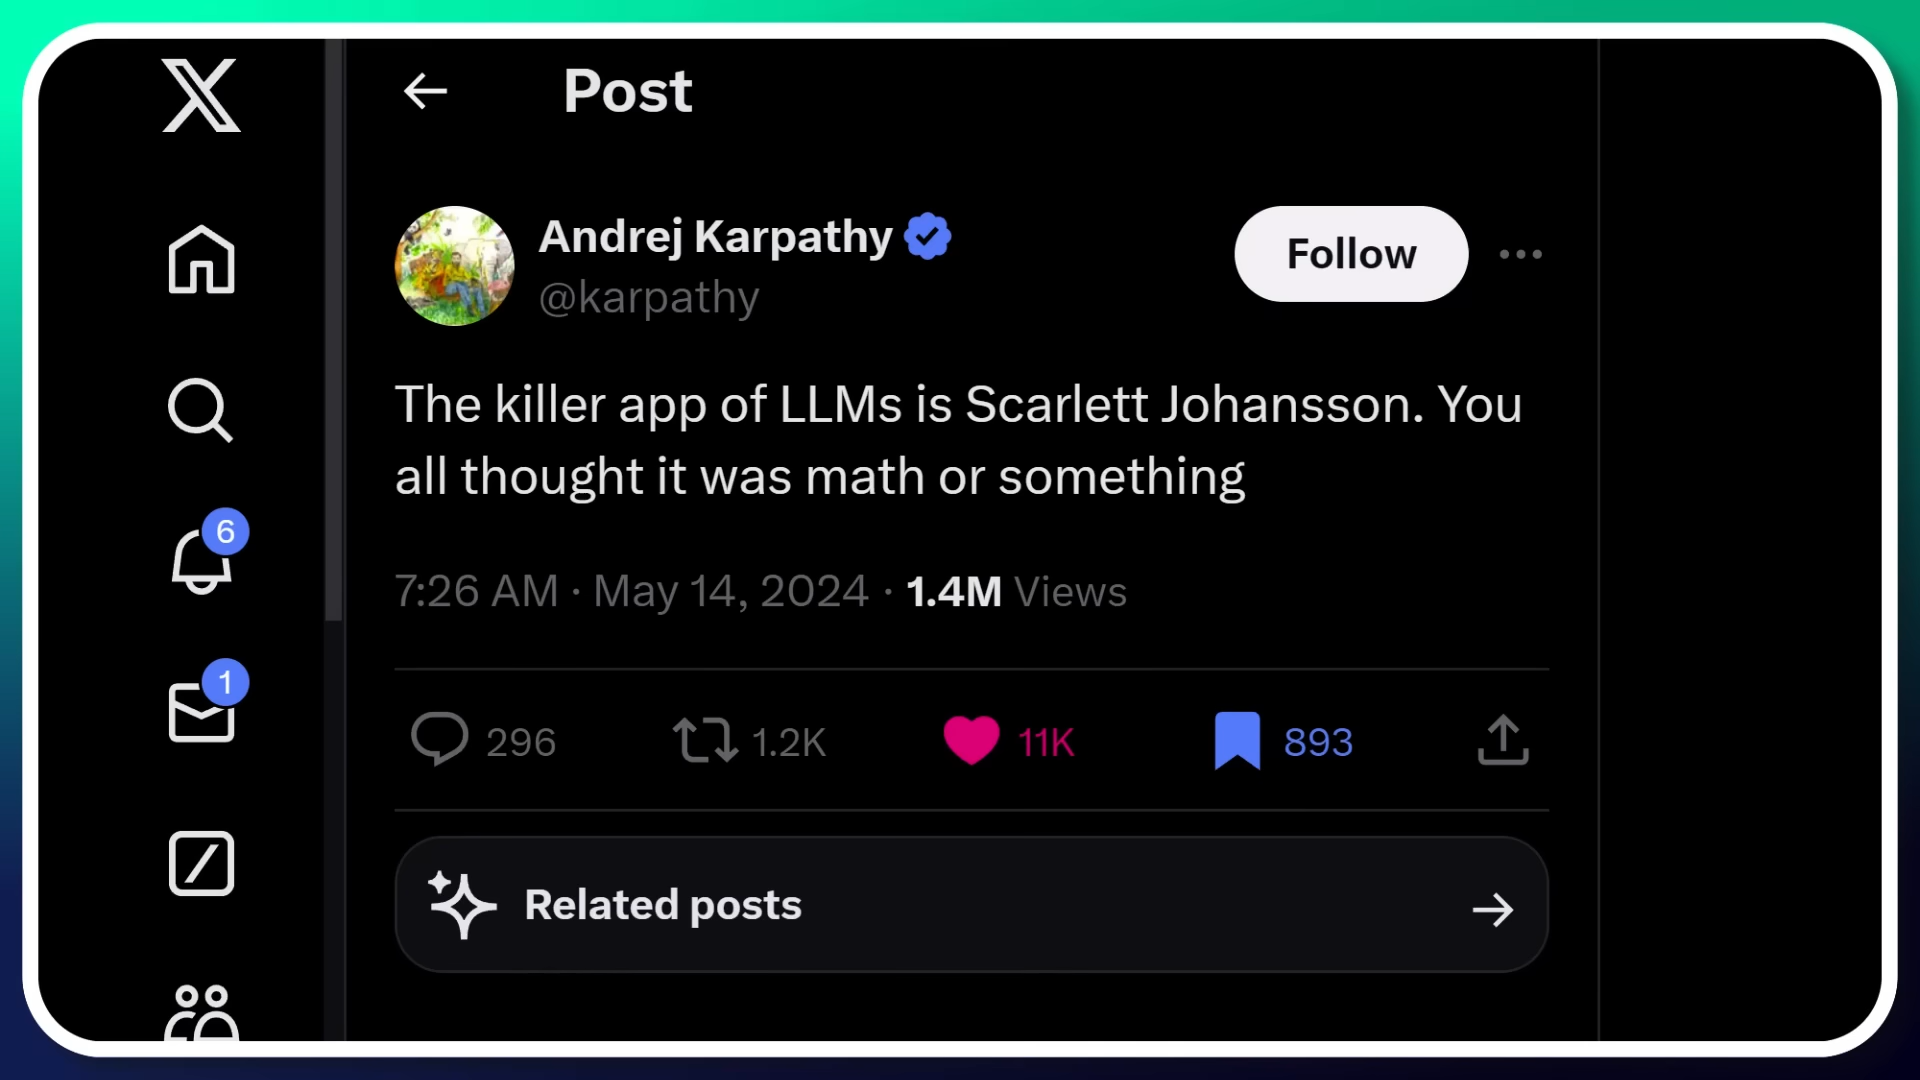 Post
Andrej Karpathy
@karpathy
Follow
The killer app of LLMs is Scarlett Johansson. You
all thought it was math or something
7:26 AM · May 14, 2024 · 1.4M Views
296 1.2K 11K 893
Related posts
6
1